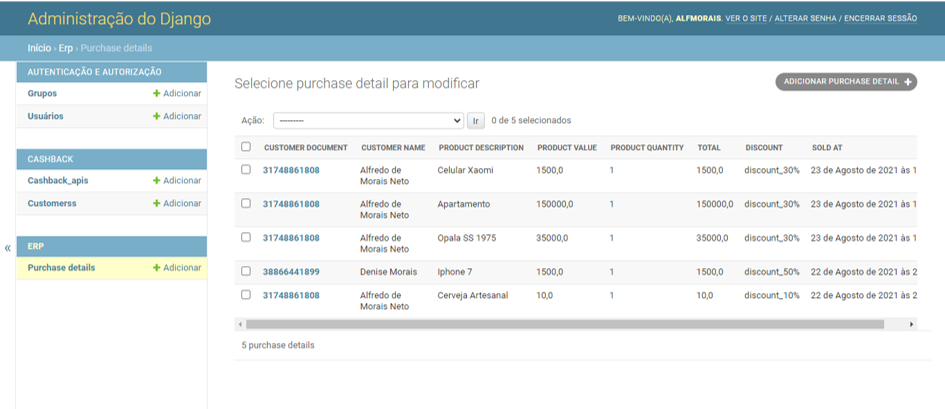 Administração do Django
BEM-VINDO(A), ALFMORAIS. VER O SITE / ALTERAR SENHA / ENCERRAR SESSÃO
Início › Erp › Purchase details
AUTENTICAÇÃO E AUTORIZAÇÃO
Grupos + Adicionar
Usuários + Adicionar
CASHBACK
Cashback_apis + Adicionar
Customerss + Adicionar
«
ERP
Purchase details + Adicionar
Selecione purchase detail para modificar
ADICIONAR PURCHASE DETAIL +
Ação: --------- Ir 0 de 5 selecionados
CUSTOMER DOCUMENT CUSTOMER NAME PRODUCT DESCRIPTION PRODUCT VALUE PRODUCT QUANTITY TOTAL DISCOUNT SOLD AT
31748861808 Alfredo de Celular Xaomi 1500,0 1 1500,0 discount_30% 23 de Agosto de 2021 às 1
Morais Neto
31748861808 Alfredo de Apartamento 150000,0 1 150000,0 discount_30% 23 de Agosto de 2021 às 1
Morais Neto
31748861808 Alfredo de Opala SS 1975 35000,0 1 35000,0 discount_30% 23 de Agosto de 2021 às 1
Morais Neto
38866441899 Denise Morais Iphone 7 1500,0 1 1500,0 discount_50% 22 de Agosto de 2021 às 2
31748861808 Alfredo de Cerveja Artesanal 10,0 1 10,0 discount_10% 22 de Agosto de 2021 às 2
Morais Neto
5 purchase details